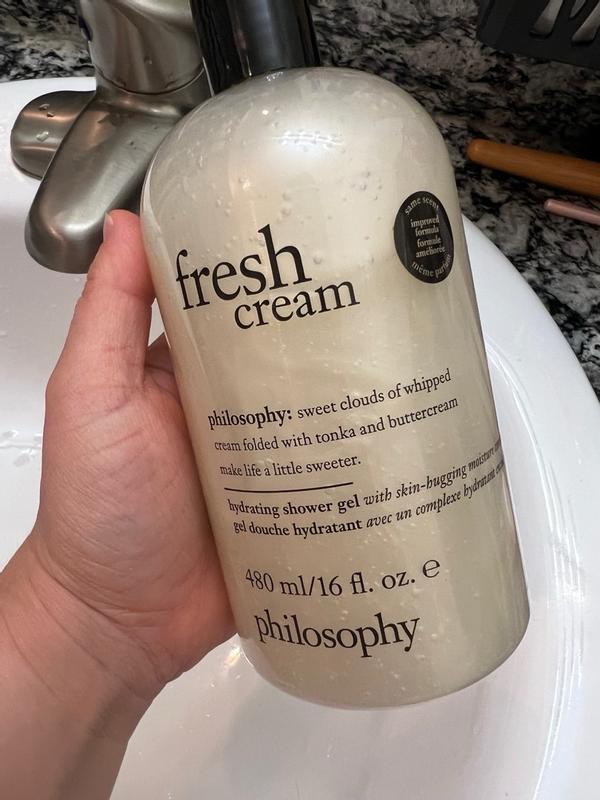 same scent
improved
formula
formule
améliorée
même parfum
fresh
cream
philosophy: sweet clouds of whipped
cream folded with tonka and buttercream
make life a little sweeter.
hydrating shower gel with skin-hugging moisture
gel douche hydratant avec un complexe hydratant
480 ml/16 fl. oz. e
philosophy